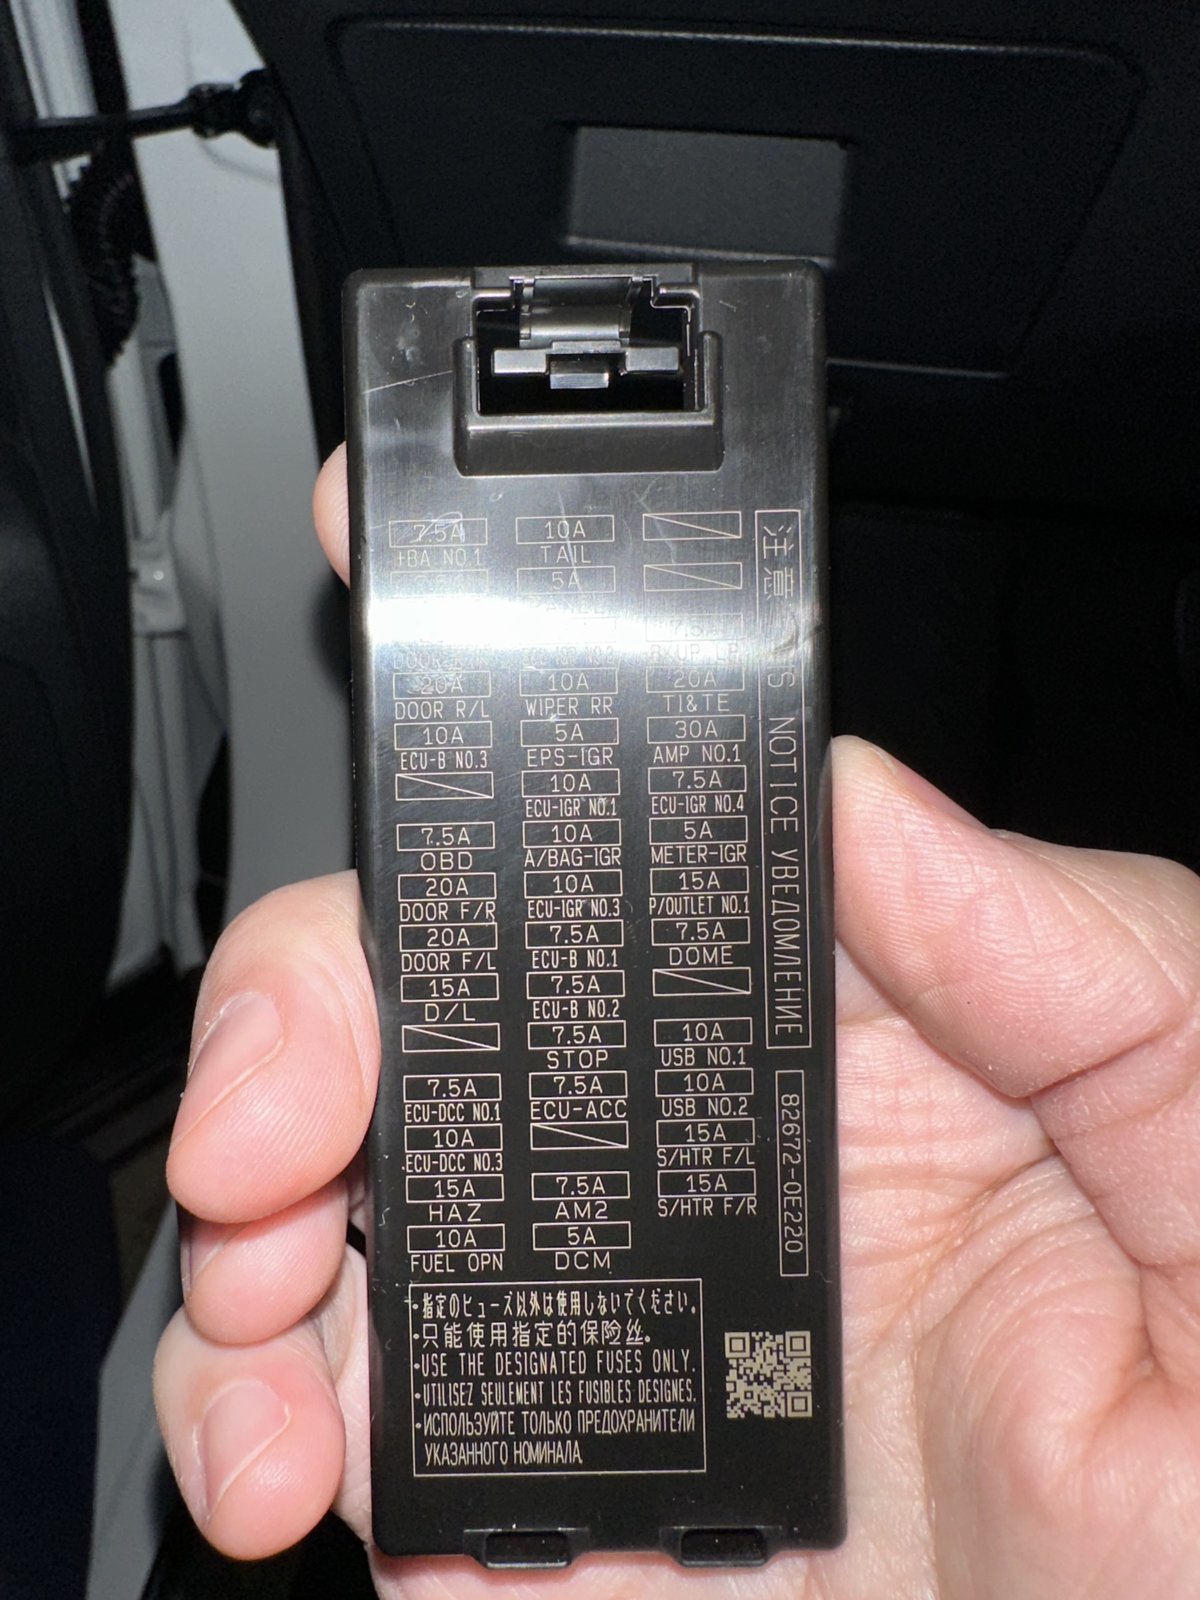 7.5A
NO.1
DOOR
20A
DOOR R/L
10A
ECU-B NO.3
7.5A
OBD
20A
DOOR F/R
20A
DOOR F/L
15A
D/L
7.5A
ECU-DCC NO.1
10A
ECU-DCC NO.3
15A
HAZ
10A
FUEL OPN
10A
TAIL
5A
10A
WIPER RR
5A
EPS-IGR
10A
ECU-IGR NO.1
10A
A/BAG-IGR
10A
ECU-IGR NO.3
7.5A
ECU-B NO.1
7.5A
ECU-B NO.2
7.5A
STOP
7.5A
ECU-ACC
7.5A
AM2
5A
DCM
7.5A
BKUP LP
20A
TI&TE
30A
AMP NO.1
7.5A
ECU-IGR NO.4
5A
METER-IGR
15A
P/OUTLET NO.1
7.5A
DOME
10A
USB NO.1
10A
USB NO.2
15A
S/HTR F/L
15A
S/HTR F/R
注意 NOTICE УВЕДОМЛЕНИЕ
82672-0E220
・指定のヒューズ以外は使用しないでください。
・只能使用指定的保险丝。
・USE THE DESIGNATED FUSES ONLY.
・UTILISEZ SEULEMENT LES FUSIBLES DESIGNES.
・ИСПОЛЬЗУЙТЕ ТОЛЬКО ПРЕДОХРАНИТЕЛИ
УКАЗАННОГО НОМИНАЛА.